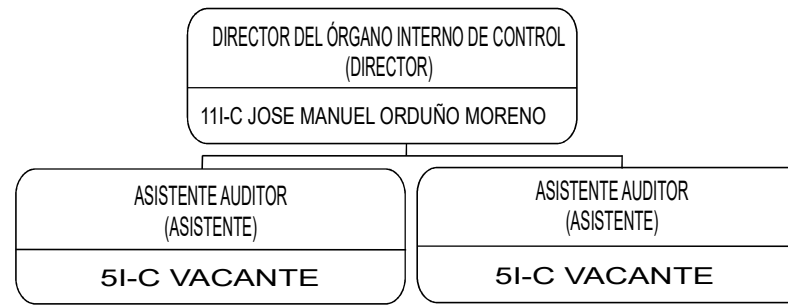 DIRECTOR DEL ÓRGANO INTERNO DE CONTROL
(DIRECTOR)
11I-C JOSE MANUEL ORDUÑO MORENO
ASISTENTE AUDITOR
(ASISTENTE)
5I-C VACANTE
ASISTENTE AUDITOR
(ASISTENTE)
5I-C VACANTE